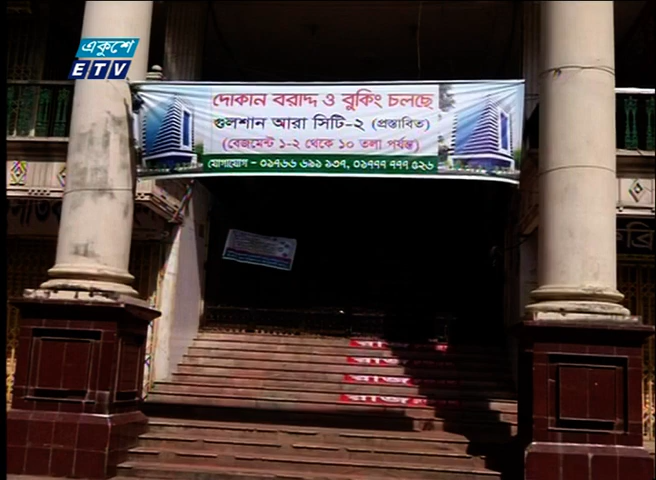 একুশে
ETV
দোকান বরাদ্দ ও বুকিং চলছে
গুলশান আরা সিটি-২ (প্রস্তাবিত)
(বেজমেন্ট ১-২ থেকে ১০ তলা পর্যন্ত)
যোগাযোগ - ০১৭৬৬ ৬৯১ ৯৩৭, ০১৭৭৭ ৭৭৭ ৫২৬